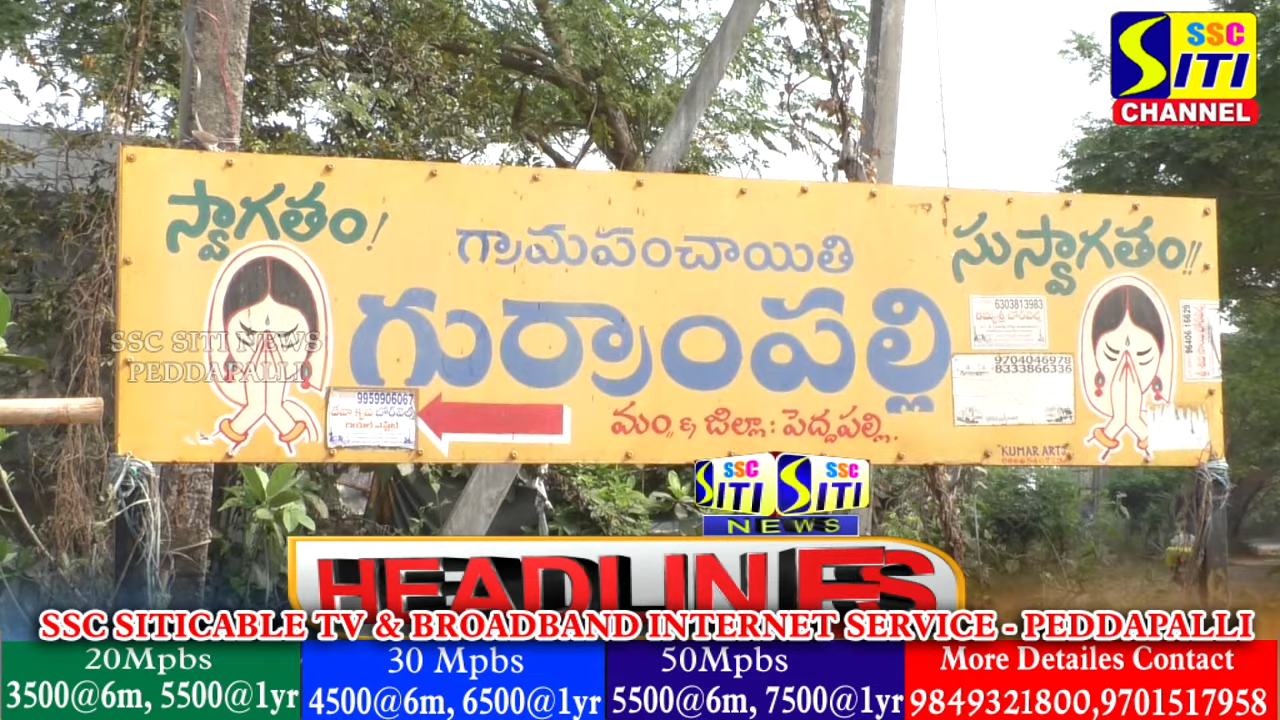 SSC
SITI
CHANNEL
స్వాగతం!
గ్రామపంచాయితి
సుస్వాగతం!!
గుర్రాంపల్లి
మం,, & జిల్లా: పెద్దపల్లి.
6303813983
9704046978
8333866336
96406 16629
9959906067
KUMAR ARTS
SSC SITI NEWS
PEDDAPALLI
SSC SITI SSC SITI
NEWS
HEADLINES
SSC SITICABLE TV & BROADBAND INTERNET SERVICE - PEDDAPALLI
20Mpbs
3500@6m, 5500@1yr
30 Mpbs
4500@6m, 6500@1yr
50Mpbs
5500@6m, 7500@1yr
More Detailes Contact
9849321800,9701517958